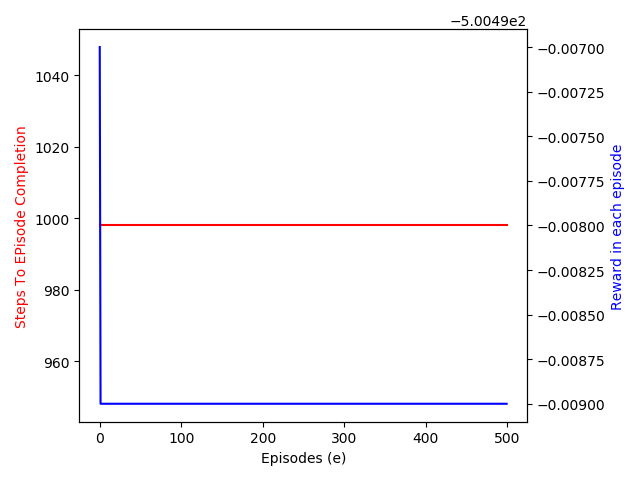 −5.0049e2
Steps To EPisode Completion
1040
1020
1000
980
960
−0.00700
−0.00725
−0.00750
−0.00775
−0.00800
−0.00825
−0.00850
−0.00875
−0.00900
Reward in each episode
0 100 200 300 400 500
Episodes (e)